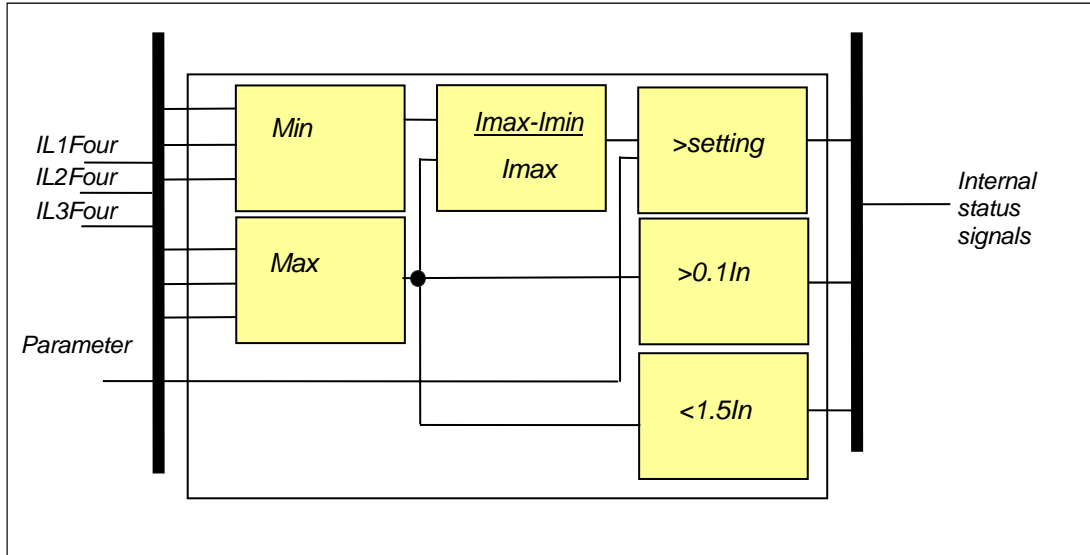 IL1Four
IL2Four
IL3Four
Parameter
Min
Max
Imax-Imin
Imax
>setting
>0.1In
<1.5In
Internal
status
signals